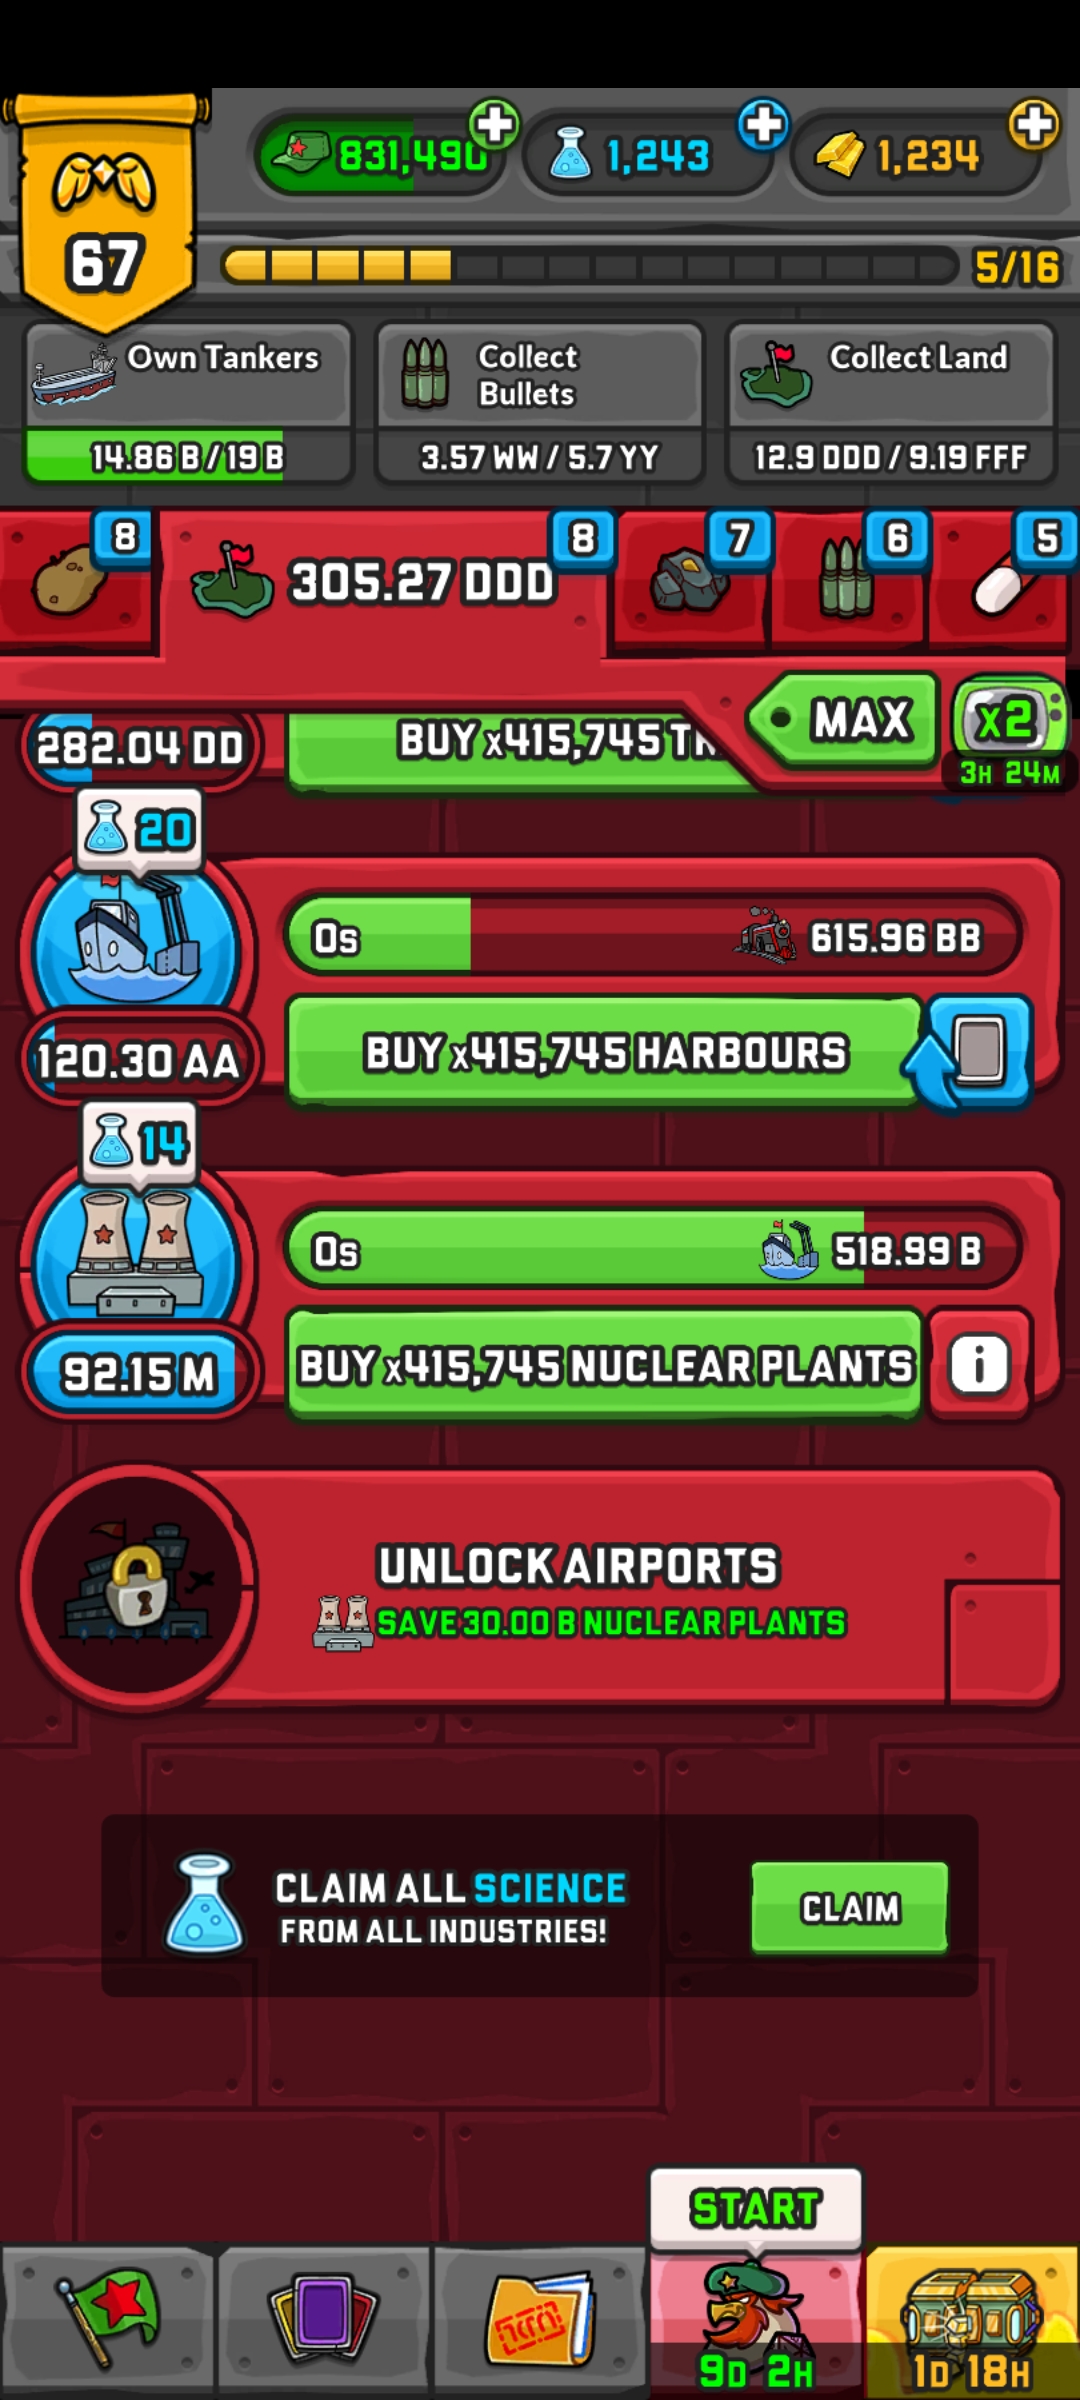 831,490
1,243
1,234
67
5/16
Own Tankers
14.86 B / 19 B
Collect
Bullets
3.57 WW / 5.7 YY
Collect Land
12.9 DDD / 9.19 FFF
8
305.27 DDD
8
7
6
5
MAX
x2
3H 24M
282.04 DD
BUY x415,745
20
0s
615.96 BB
120.30 AA
BUY x415,745 HARBOURS
14
0s
518.99 B
92.15 M
BUY x415,745 NUCLEAR PLANTS
i
UNLOCK AIRPORTS
SAVE 30.00 B NUCLEAR PLANTS
CLAIM ALL SCIENCE
FROM ALL INDUSTRIES!
CLAIM
START
9D 2H
1D 18H